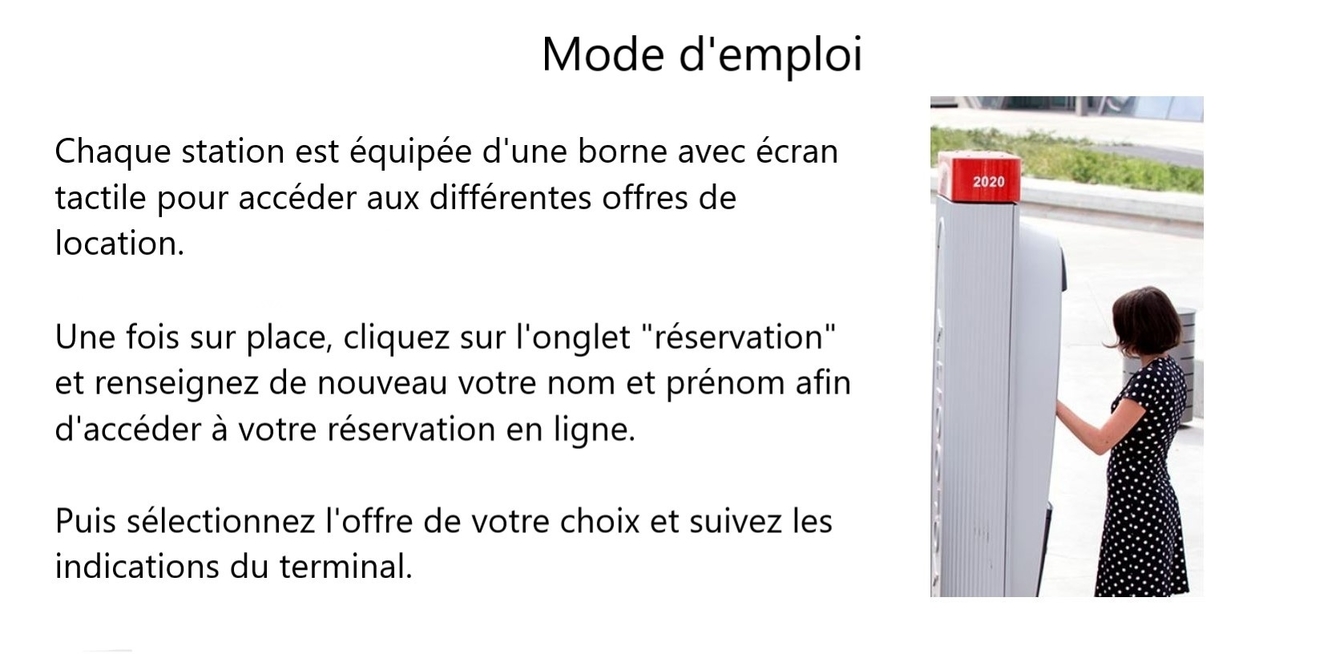 Mode d'emploi
Chaque station est équipée d'une borne avec écran
tactile pour accéder aux différentes offres de
location.
Une fois sur place, cliquez sur l'onglet "réservation"
et renseignez de nouveau votre nom et prénom afin
d'accéder à votre réservation en ligne.
Puis sélectionnez l'offre de votre choix et suivez les
indications du terminal.
2020